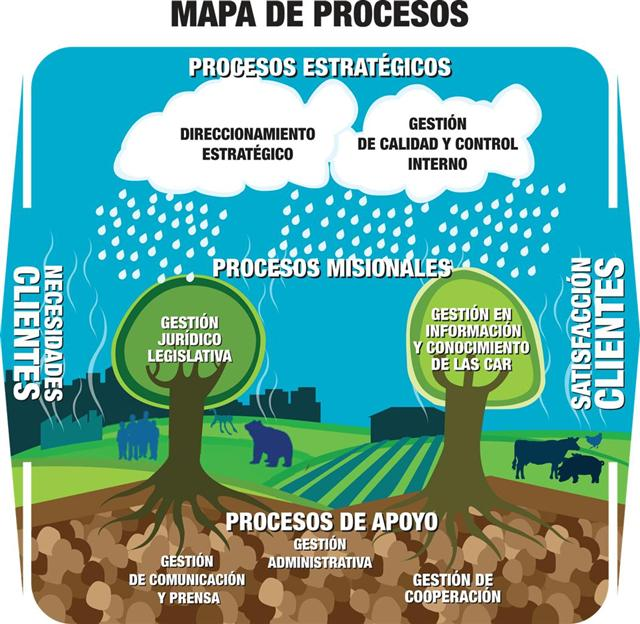 MAPA DE PROCESOS
PROCESOS ESTRATÉGICOS
DIRECCIONAMIENTO
ESTRATÉGICO
GESTIÓN
DE CALIDAD Y CONTROL
INTERNO
PROCESOS MISIONALES
NECESIDADES
CLIENTES
GESTIÓN
JURÍDICO
LEGISLATIVA
GESTIÓN EN
INFORMACIÓN
Y CONOCIMIENTO
DE LAS CAR
SATISFACCIÓN
CLIENTES
PROCESOS DE APOYO
GESTIÓN
DE COMUNICACIÓN
Y PRENSA
GESTIÓN
ADMINISTRATIVA
GESTIÓN DE
COOPERACIÓN